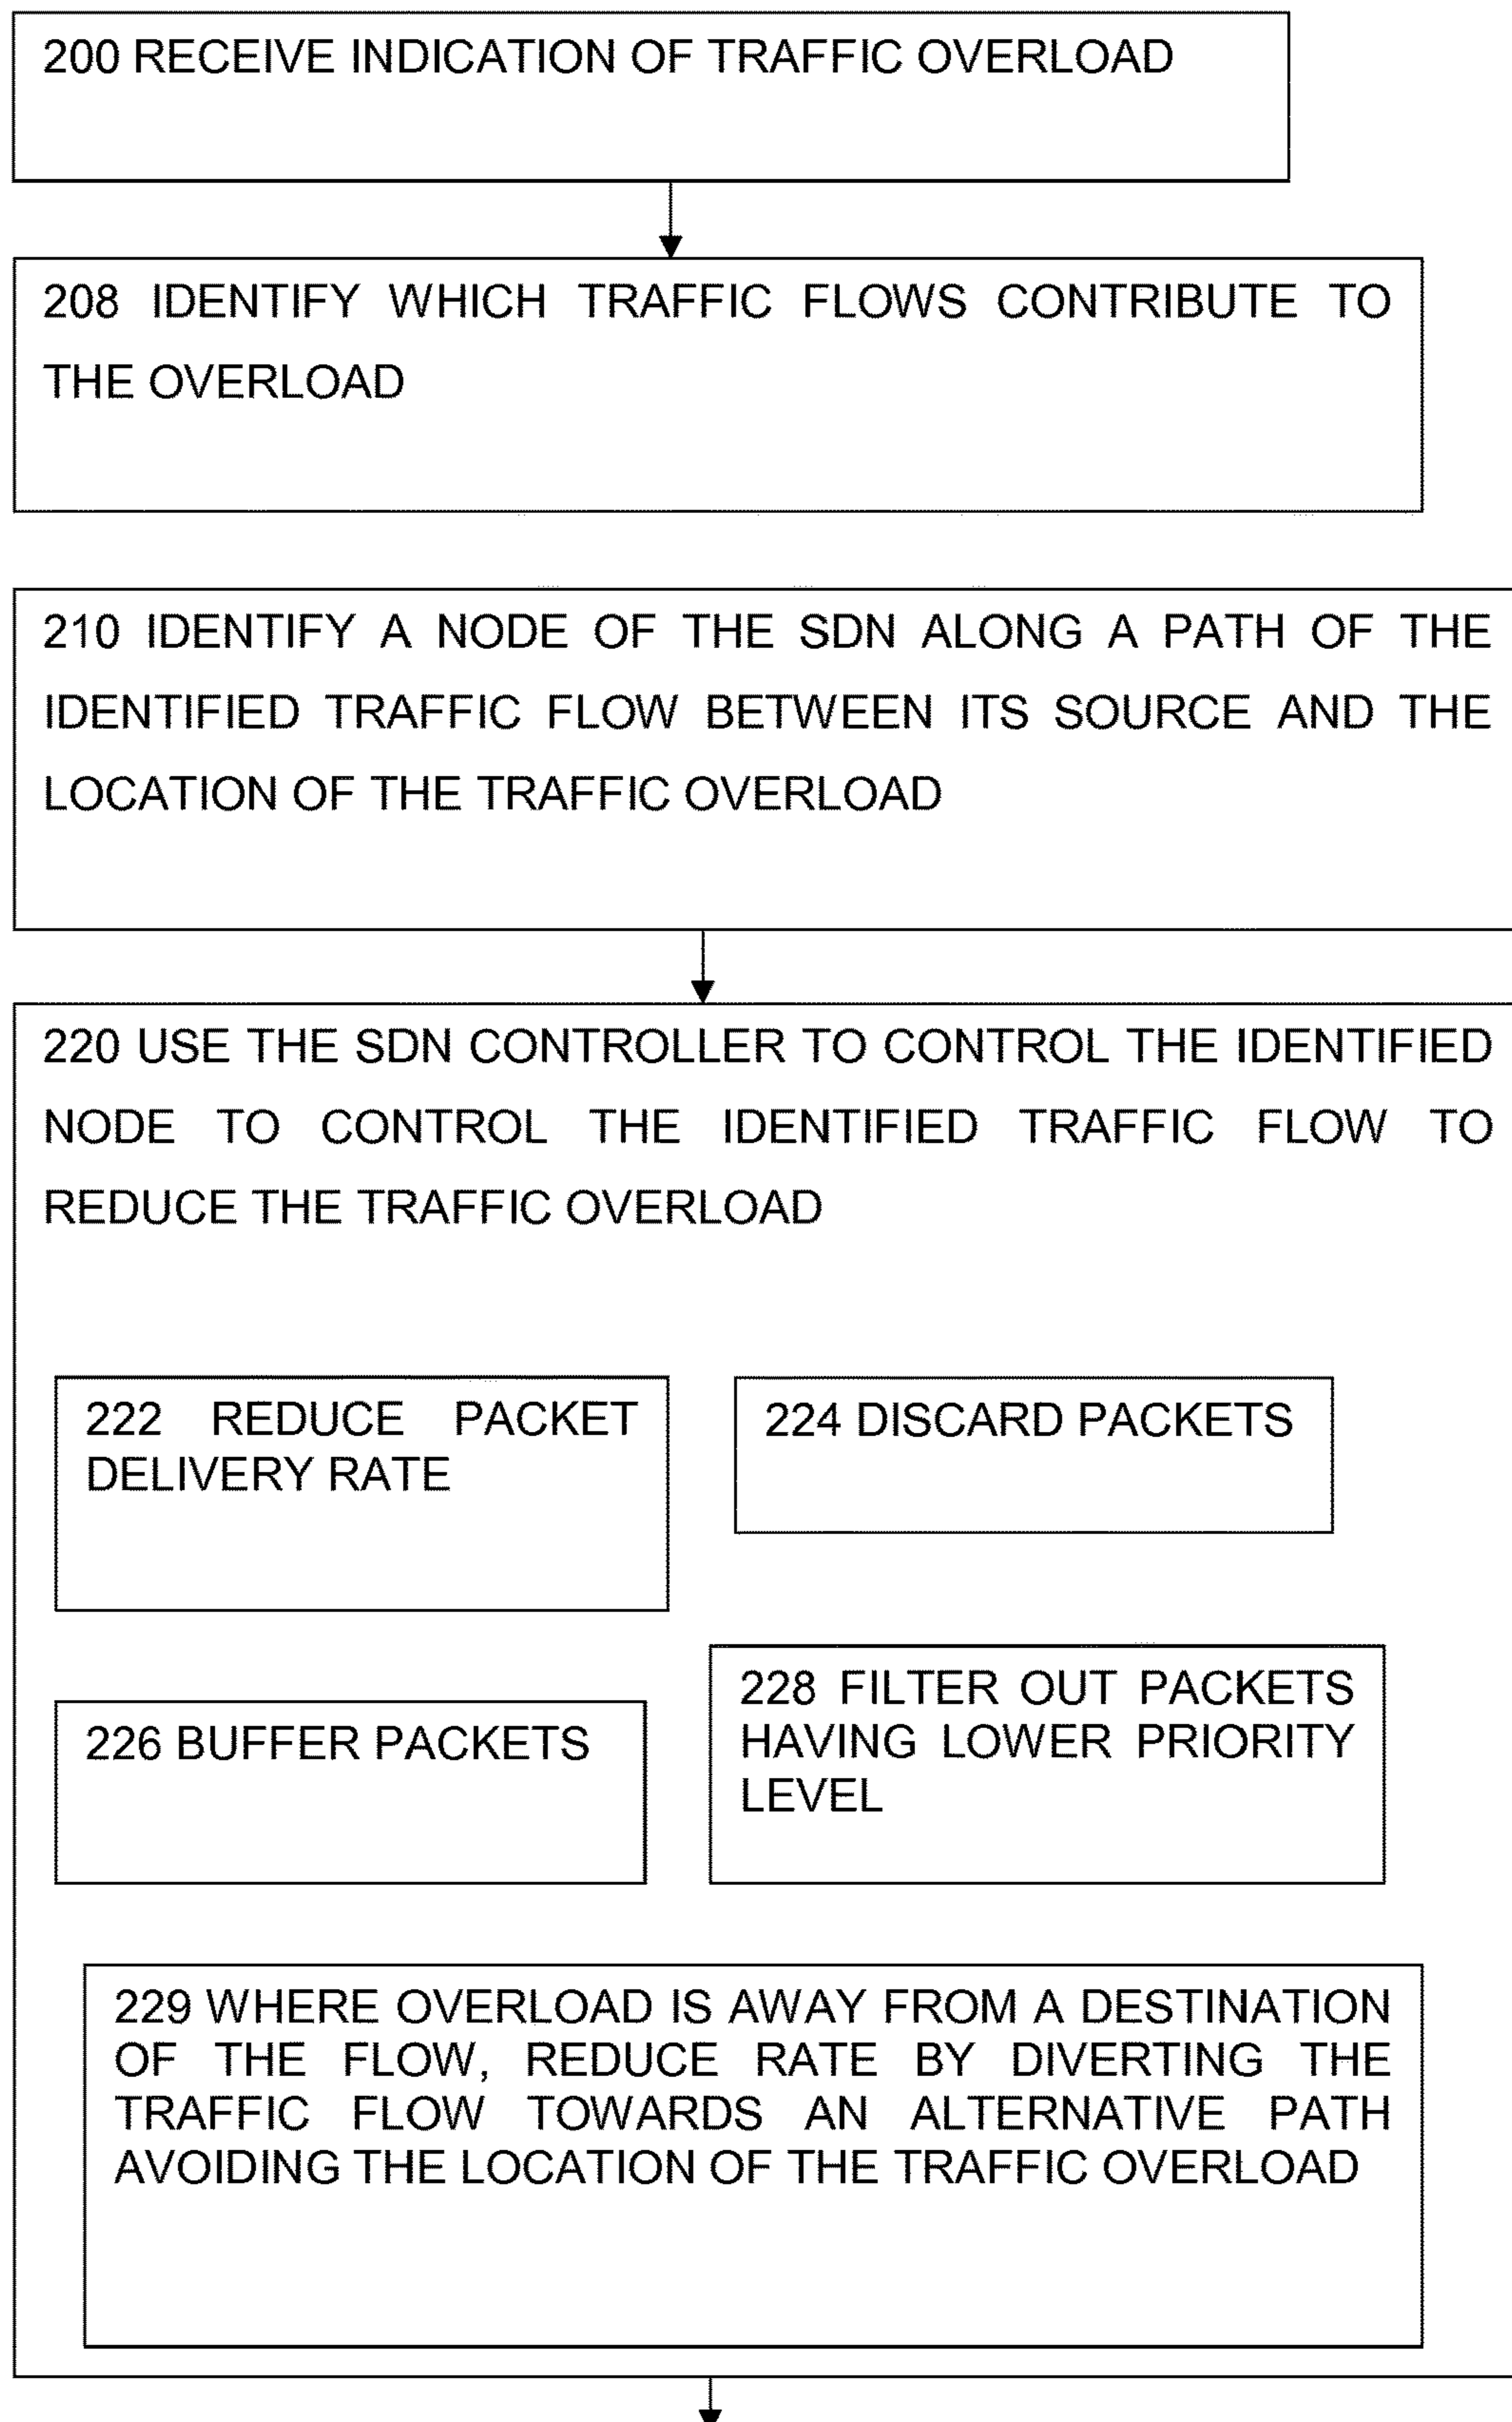 200 RECEIVE INDICATION OF TRAFFIC OVERLOAD
208 IDENTIFY WHICH TRAFFIC FLOWS CONTRIBUTE TO
THE OVERLOAD
210 IDENTIFY A NODE OF THE SDN ALONG A PATH OF THE
IDENTIFIED TRAFFIC FLOW BETWEEN ITS SOURCE AND THE
LOCATION OF THE TRAFFIC OVERLOAD
220 USE THE SDN CONTROLLER TO CONTROL THE IDENTIFIED
NODE TO CONTROL THE IDENTIFIED TRAFFIC FLOW TO
REDUCE THE TRAFFIC OVERLOAD
222 REDUCE PACKET
DELIVERY RATE
224 DISCARD PACKETS
226 BUFFER PACKETS
228 FILTER OUT PACKETS
HAVING LOWER PRIORITY
LEVEL
229 WHERE OVERLOAD IS AWAY FROM A DESTINATION
OF THE FLOW, REDUCE RATE BY DIVERTING THE
TRAFFIC FLOW TOWARDS AN ALTERNATIVE PATH
AVOIDING THE LOCATION OF THE TRAFFIC OVERLOAD